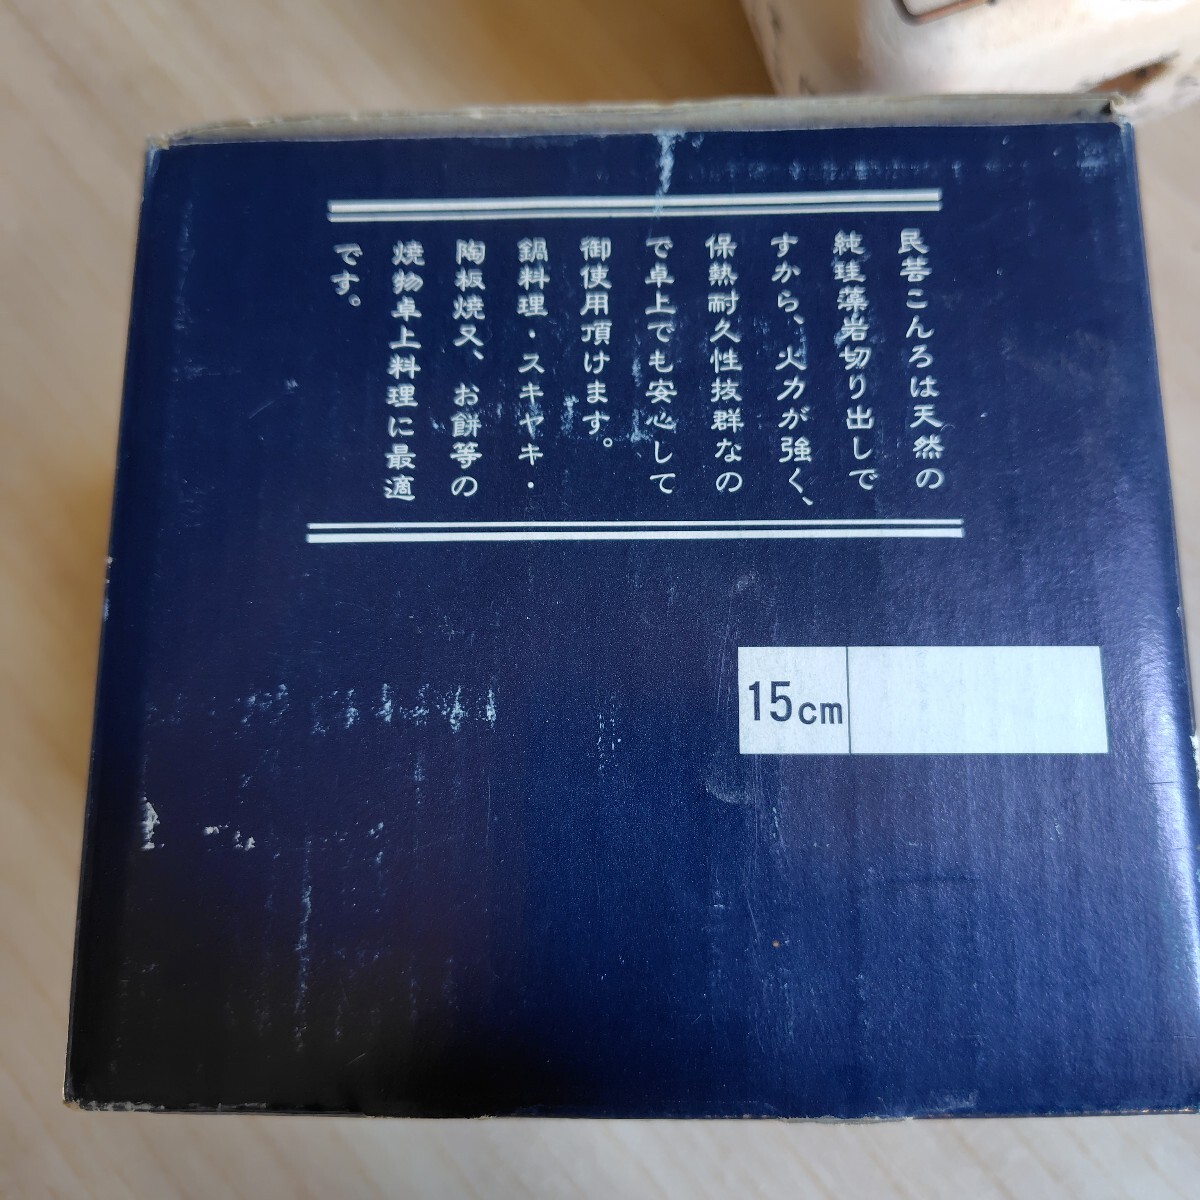 民芸こんろは天然の
純珪藻岩切り出しで
すから、火力が強く、
保熱耐久性抜群なの
で卓上でも安心して
御使用頂けます。
鍋料理・スキヤキ・
陶板焼又、お餅等の
焼物卓上料理に最適
です。
15cm